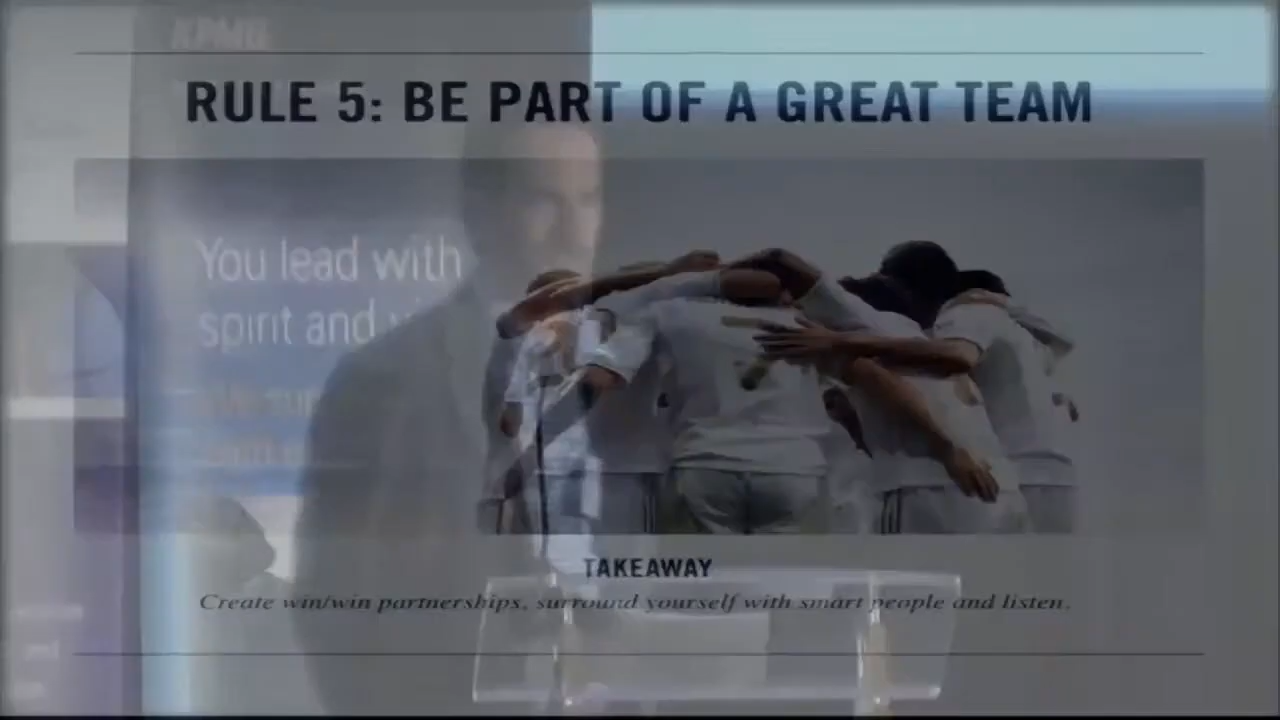 KPMG
RULE 5: BE PART OF A GREAT TEAM
You lead with
spirit and
TAKEAWAY
Create win/win partnerships, surround yourself with smart people and listen.